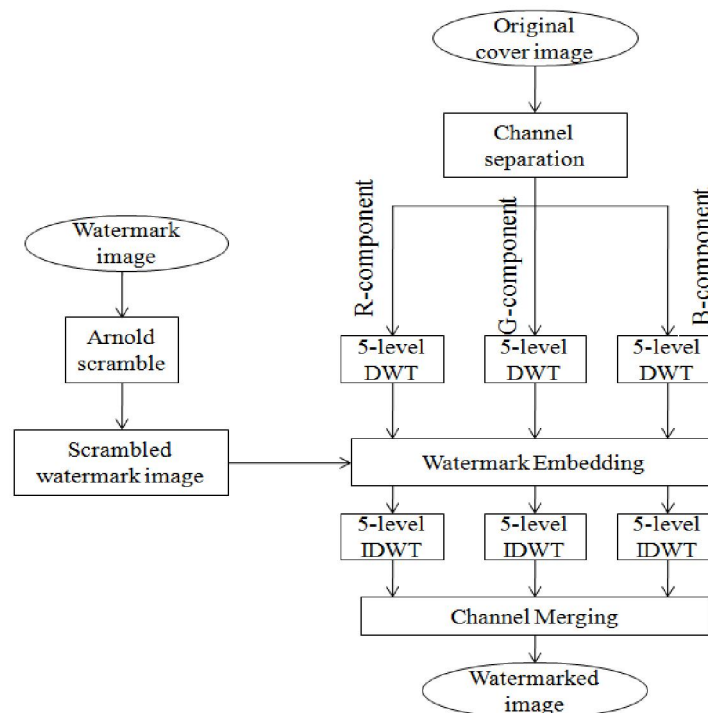 Original
cover image
Channel
separation
R-component
G-component
B-component
Watermark
image
Arnold
scramble
5-level
DWT
5-level
DWT
5-level
DWT
Scrambled
watermark image
Watermark Embedding
5-level
IDWT
5-level
IDWT
5-level
IDWT
Channel Merging
Watermarked
image